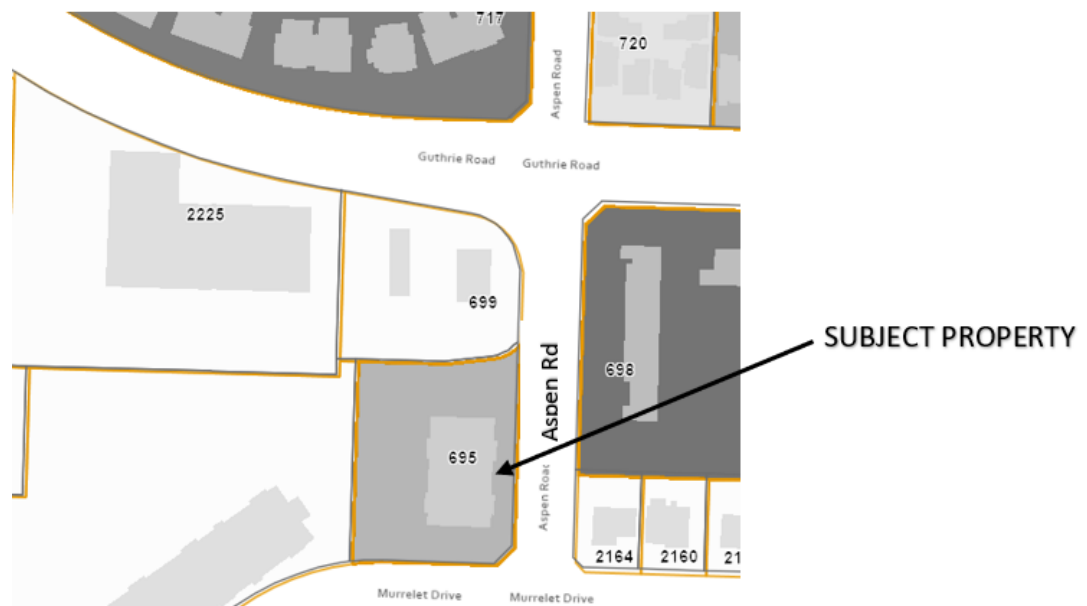 717
720
Aspen Road
Guthrie Road
Guthrie Road
2225
699
SUBJECT PROPERTY
Aspen Rd
698
695
Aspen Road
2164
2160
Murrelet Drive
Murrelet Drive